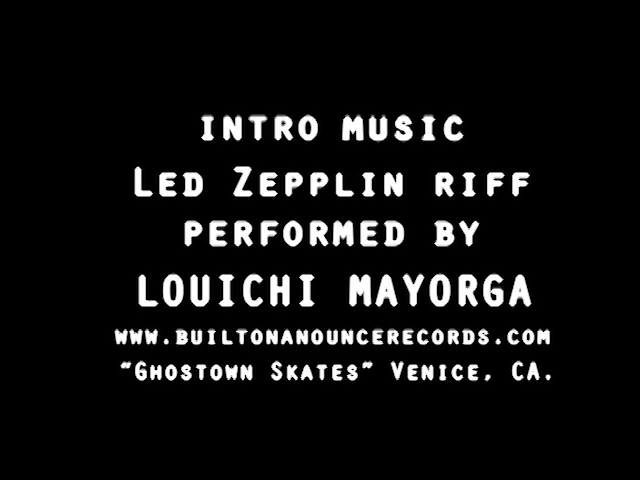 INTRO MUSIC
LED ZEPPLIN RIFF
PERFORMED BY
LOUICHI MAYORGA
WWW.BUILTONANOUNCERECORDS.COM
"GHOSTOWN SKATES" VENICE, CA.